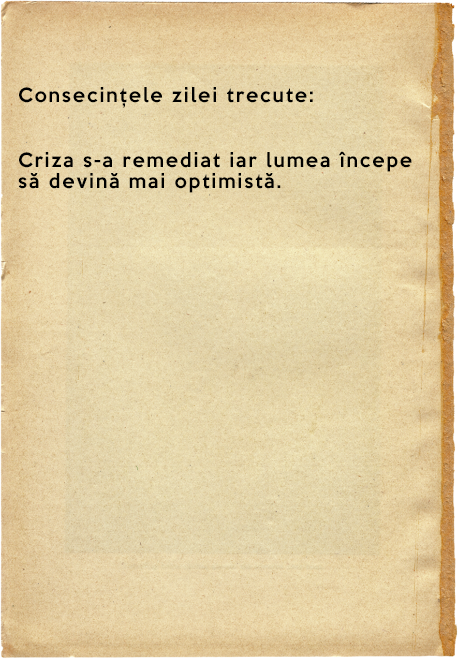 Consecințele zilei trecute:
Criza s-a remediat iar lumea începe
să devină mai optimistă.